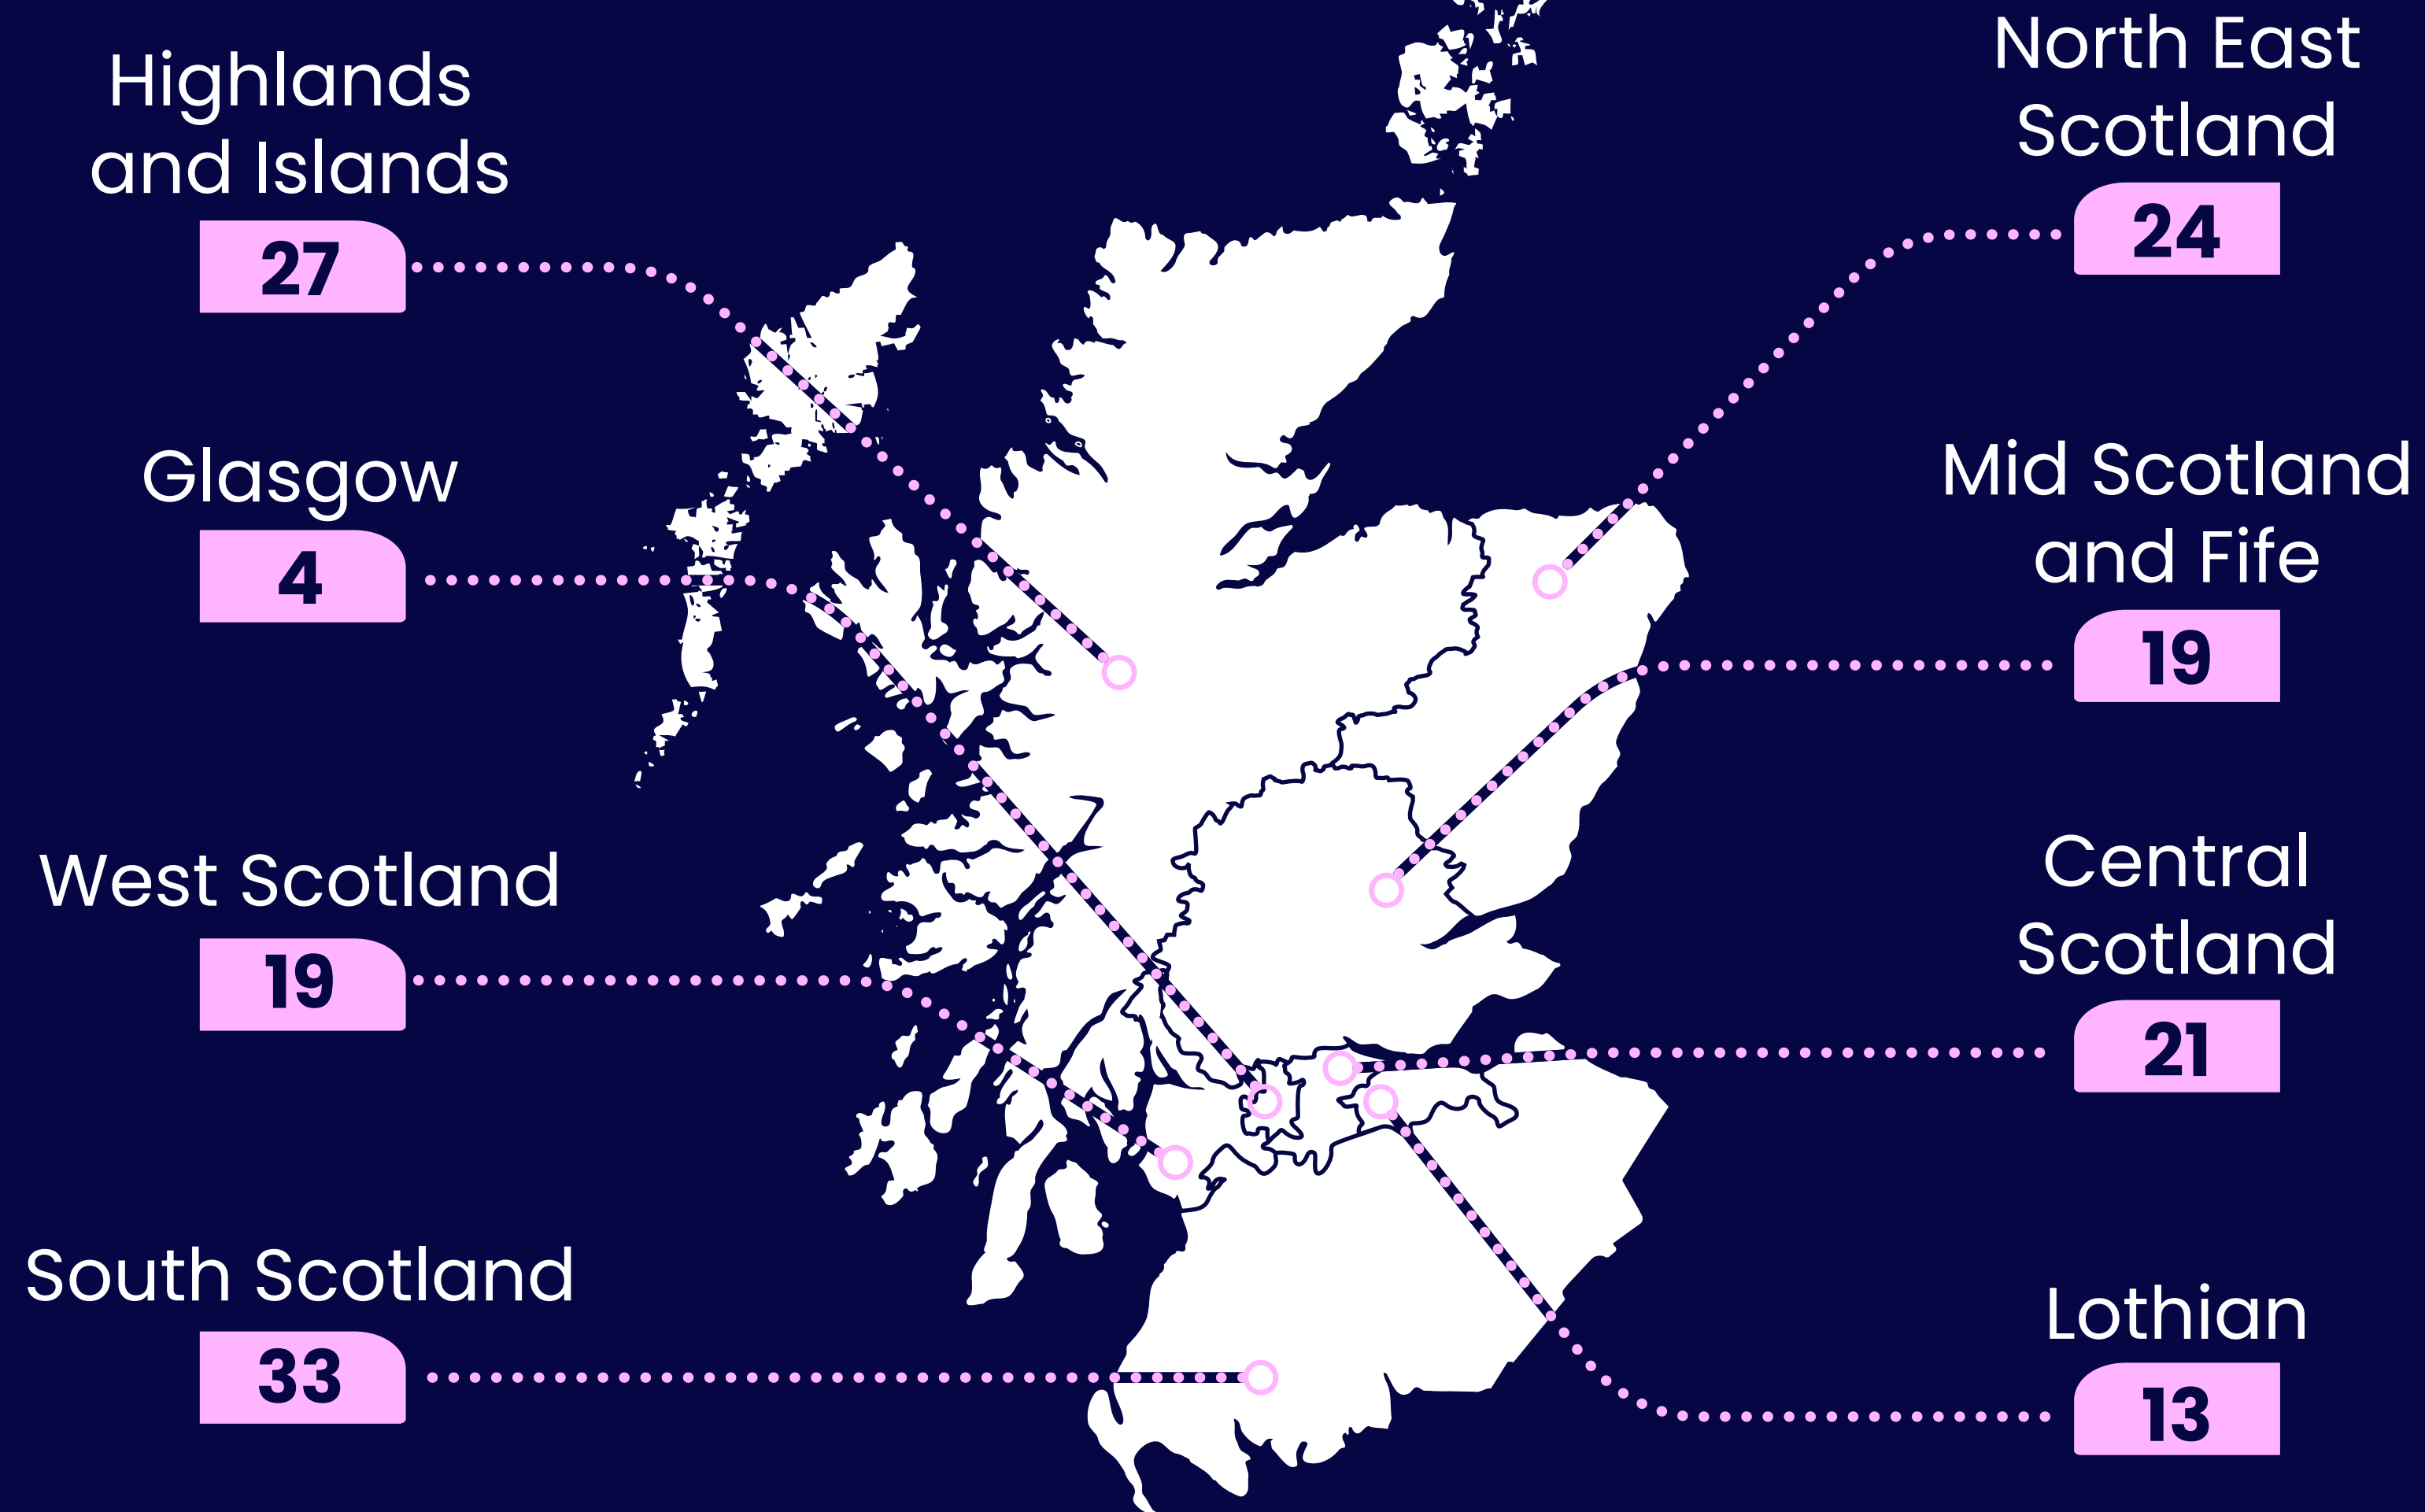 Highlands
and Islands
27
Glasgow
4
West Scotland
19
South Scotland
33
North East
Scotland
24
Mid Scotland
and Fife
19
Central
Scotland
21
Lothian
13